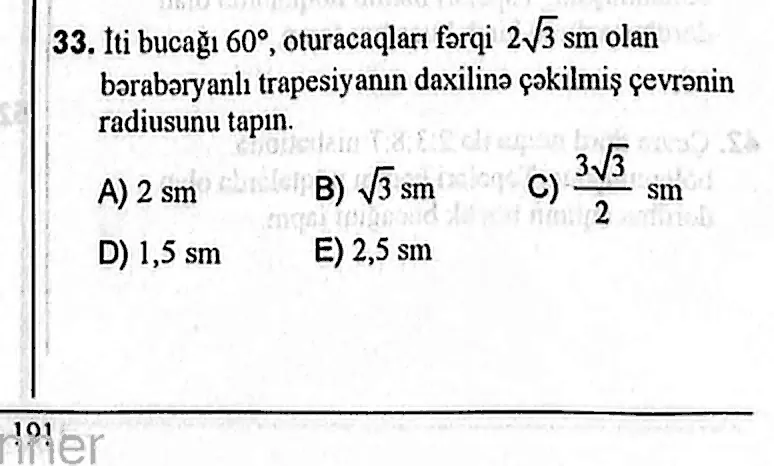 33. İti bucağı 60°, oturacaqları fərqi 2√3 sm olan
bərabəryanlı trapesiyanın daxilinə çəkilmiş çevrənin
radiusunu tapın.
A) 2 sm B) √3 sm C) 3√3/2 sm
D) 1,5 sm E) 2,5 sm
191
nner